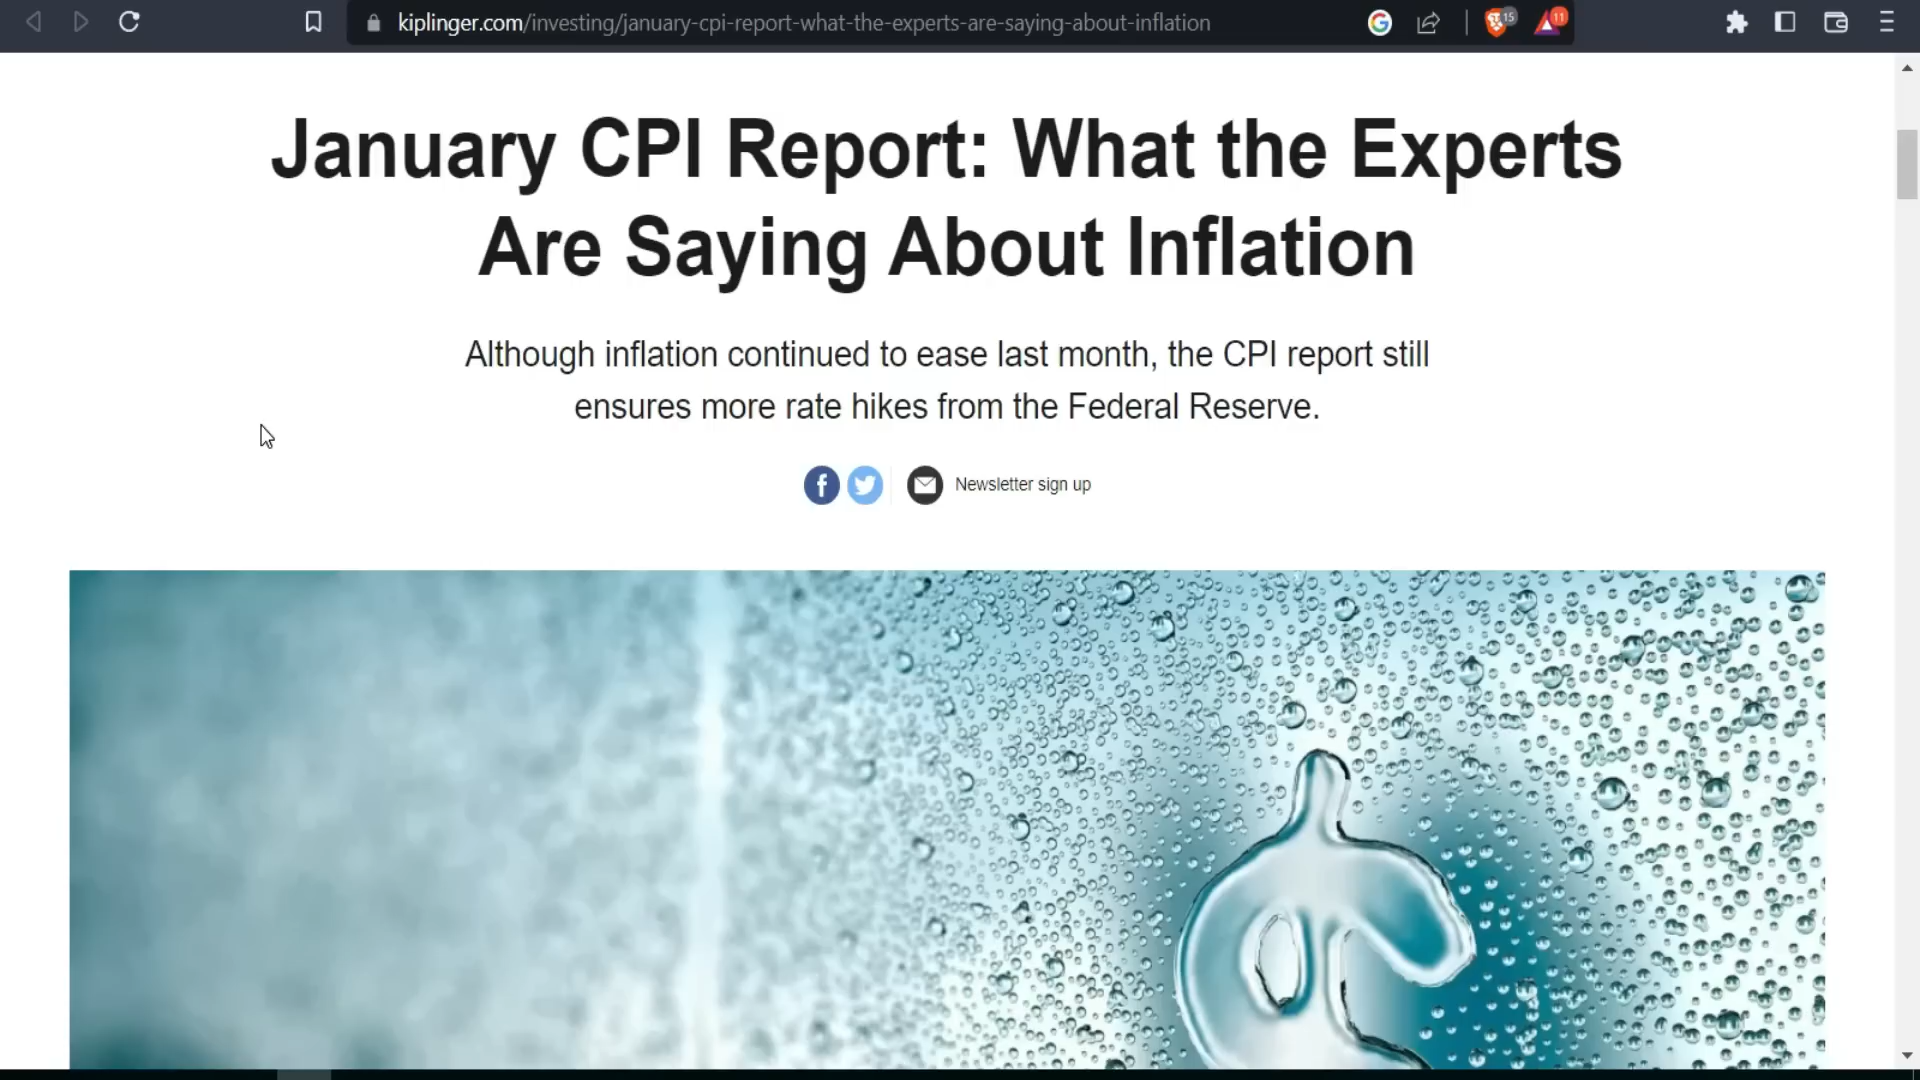 kiplinger.com/investing/january-cpi-report-what-the-experts-are-saying-about-inflation
15
11
January CPI Report: What the Experts
Are Saying About Inflation
Although inflation continued to ease last month, the CPI report still
ensures more rate hikes from the Federal Reserve.
Newsletter sign up